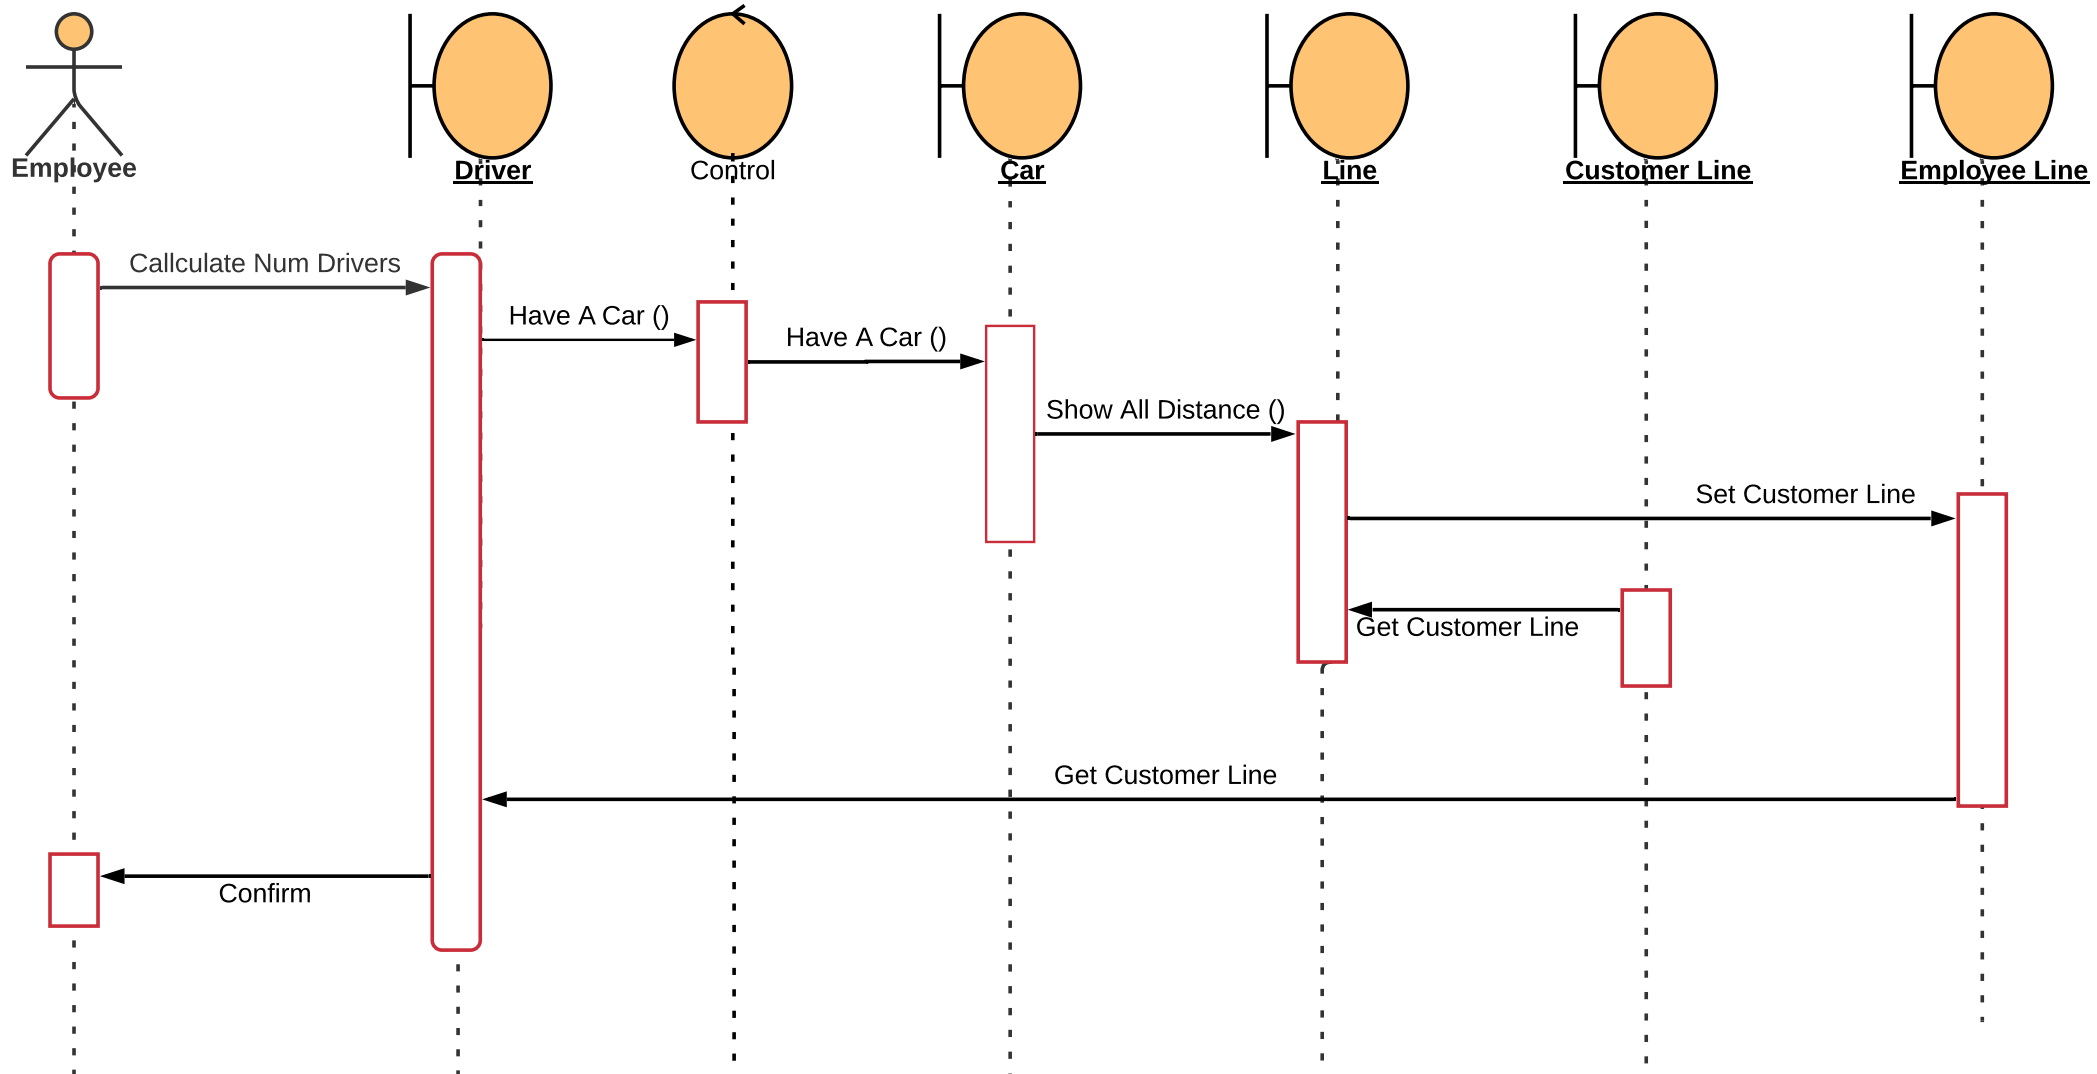 Employee
Driver
Control
Car
Line
Customer Line
Employee Line
Callculate Num Drivers
Have A Car ()
Have A Car ()
Show All Distance ()
Set Customer Line
Get Customer Line
Get Customer Line
Confirm